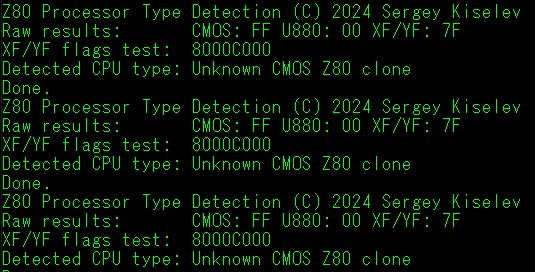 Z80 Processor Type Detection (C) 2024 Sergey Kiselev
Raw results:       CMOS: FF U880: 00 XF/YF: 7F
XF/YF flags test:  8000C000
Detected CPU type: Unknown CMOS Z80 clone
Done.
Z80 Processor Type Detection (C) 2024 Sergey Kiselev
Raw results:       CMOS: FF U880: 00 XF/YF: 7F
XF/YF flags test:  8000C000
Detected CPU type: Unknown CMOS Z80 clone
Done.
Z80 Processor Type Detection (C) 2024 Sergey Kiselev
Raw results:       CMOS: FF U880: 00 XF/YF: 7F
XF/YF flags test:  8000C000
Detected CPU type: Unknown CMOS Z80 clone